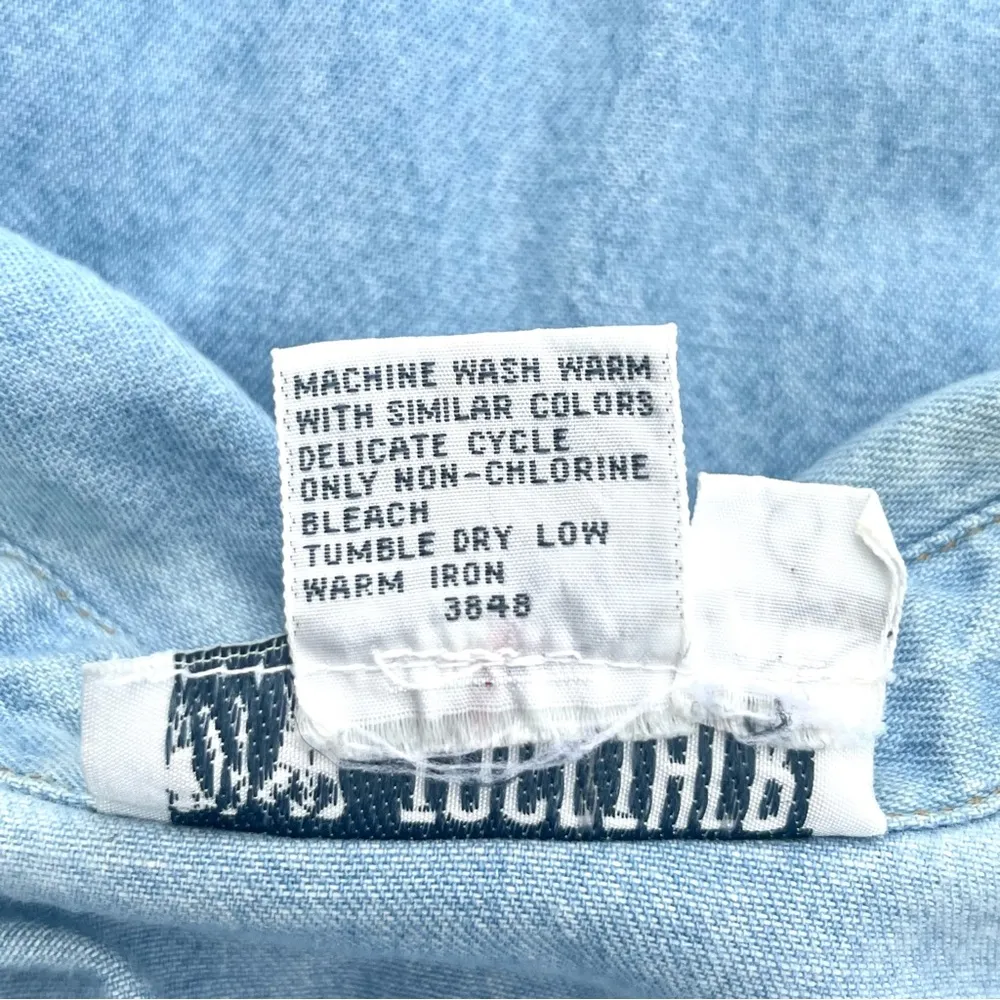 MACHINE WASH WARM
WITH SIMILAR COLORS
DELICATE CYCLE
ONLY NON-CHLORINE
BLEACH
TUMBLE DRY LOW
WARM IRON
3848